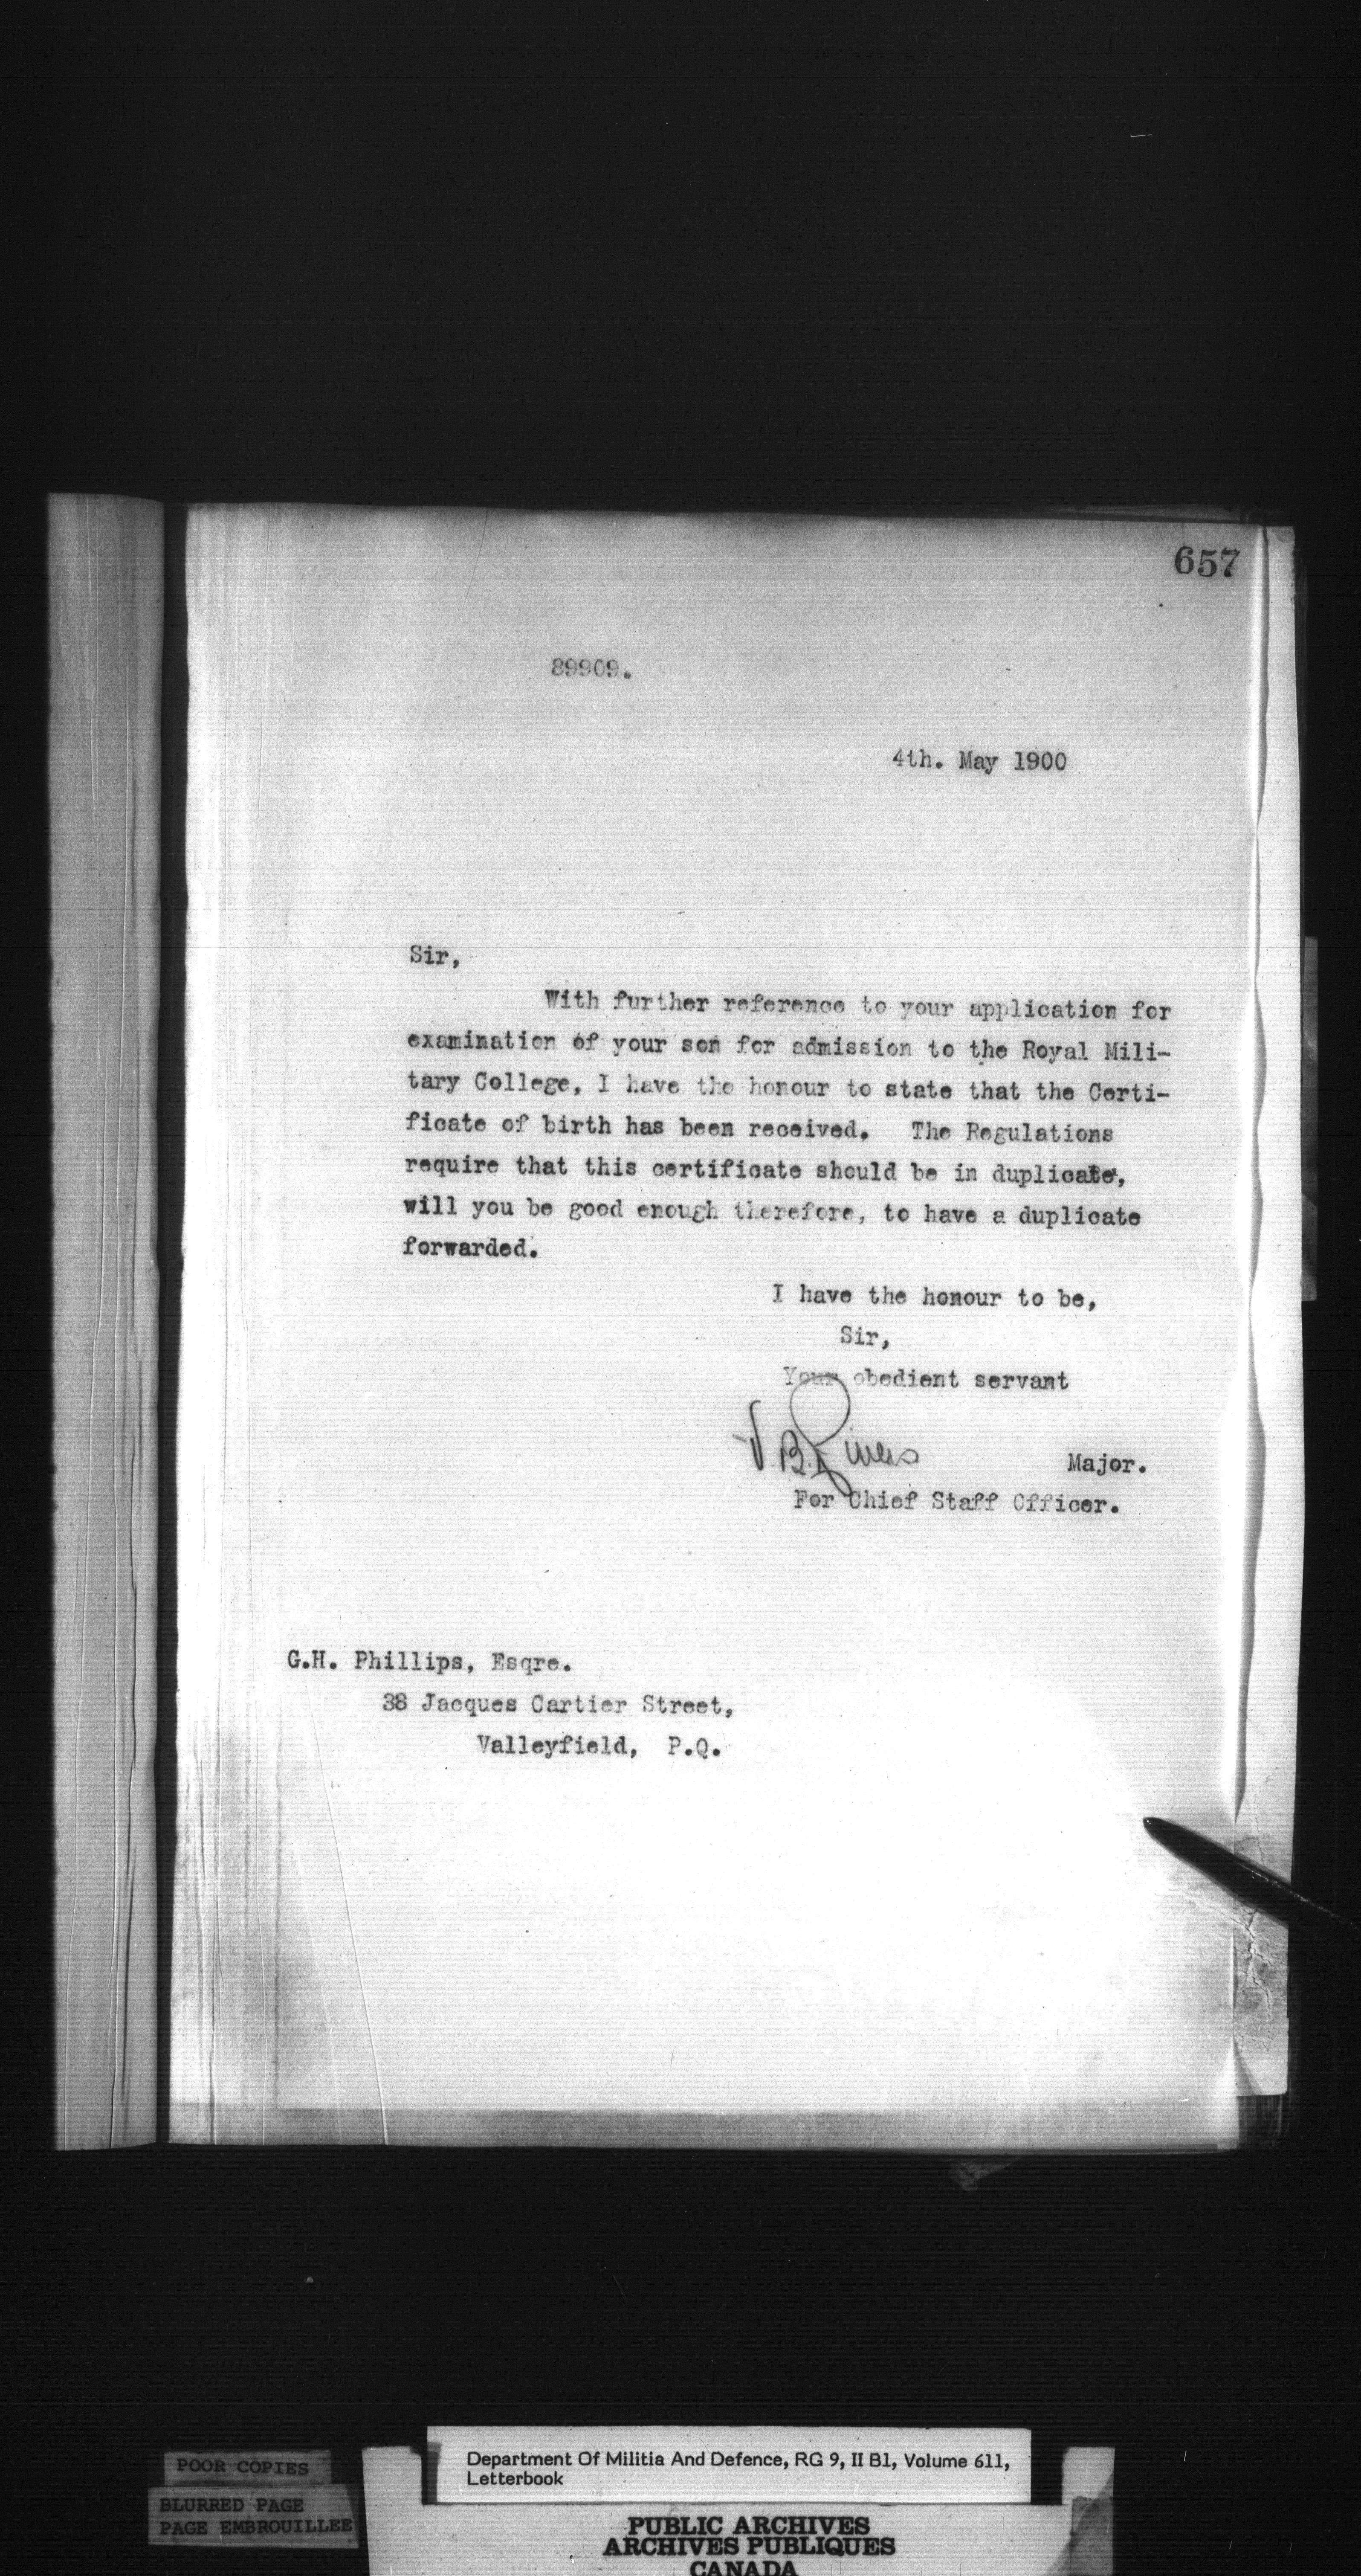 657
89909.
4th. May 1900
Sir,
With further reference to your application for
examination of your son for admission to the Royal Mili-
tary College, I have the honour to state that the Certi-
ficate of birth has been received. The Regulations
require that this certificate should be in duplicate,
will you be good enough therefore, to have a duplicate
forwarded.
I have the honour to be,
Sir,
Your obedient servant
Major.
For Chief Staff Officer.
G.H. Phillips, Esqre.
38 Jacques Cartier Street,
Valleyfield, P.Q.
Department Of Militia And Defence, RG 9, II B1, Volume 611,
Letterbook
POOR COPIES
BLURRED PAGE
PAGE EMBROUILLEE
PUBLIC ARCHIVES
ARCHIVES PUBLIQUES
CANADA